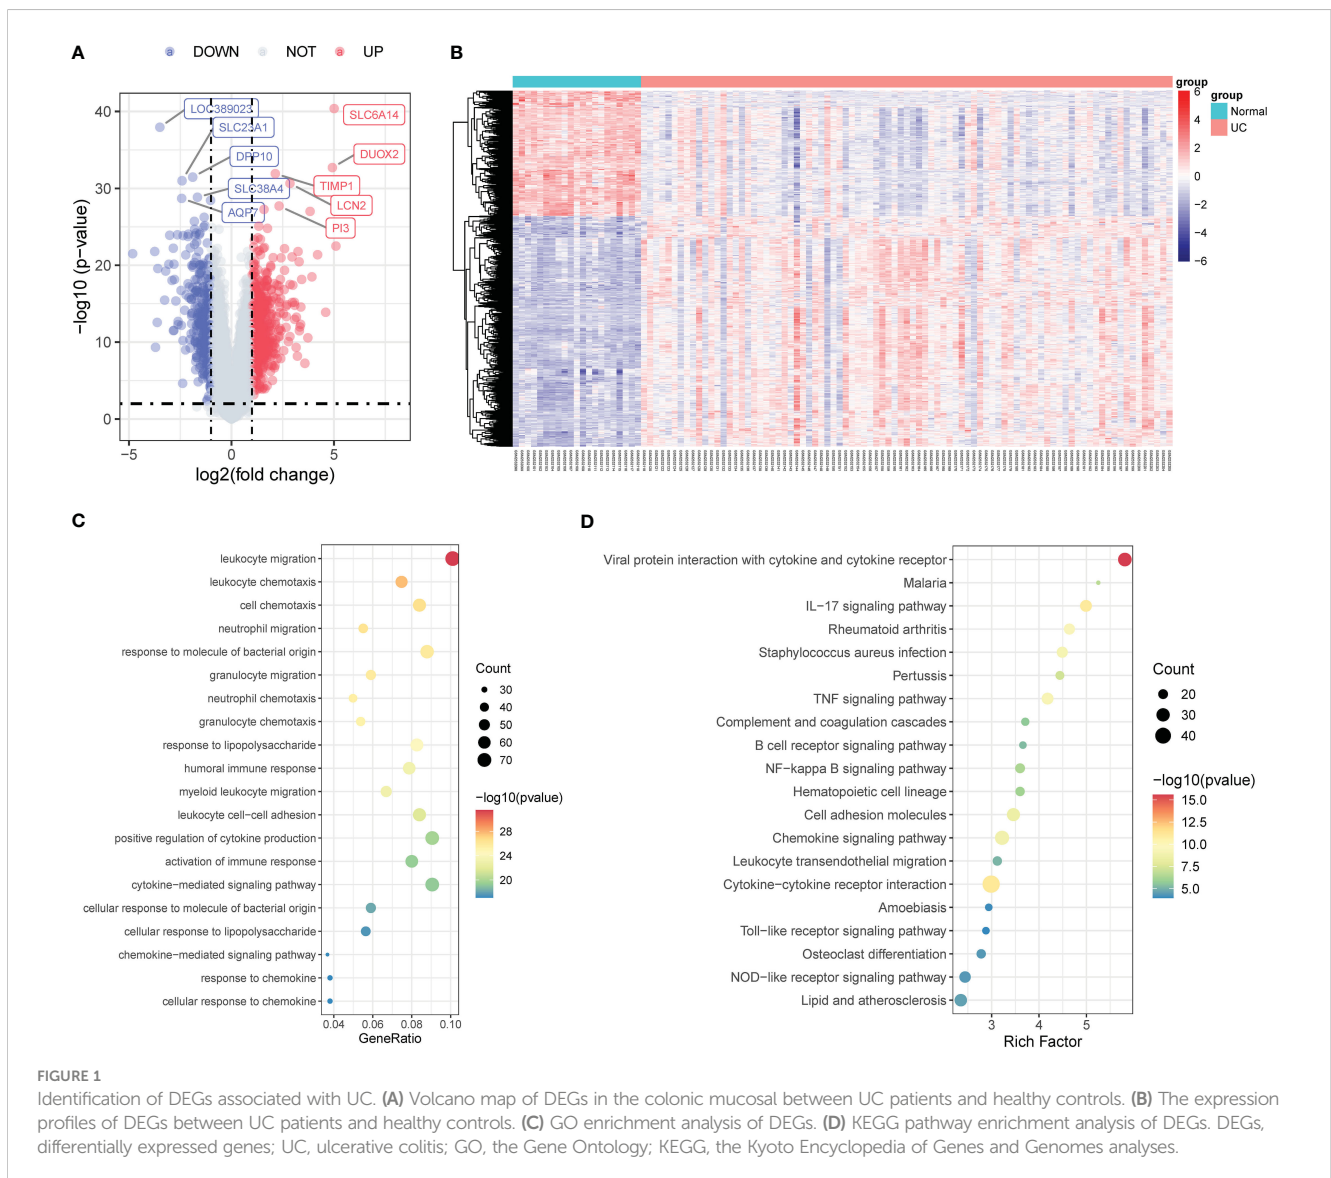 A
a DOWN a NOT a UP
LOC389023
SLC23A1
DPP10
SLC38A4
AQP7
SLC6A14
DUOX2
TIMP1
LCN2
PI3
40
30
20
10
0
−log10 (p−value)
−5 0 5
log2(fold change)
B
group
6
4
2
0
−2
−4
−6
group
Normal
UC
C
leukocyte migration
leukocyte chemotaxis
cell chemotaxis
neutrophil migration
response to molecule of bacterial origin
granulocyte migration
neutrophil chemotaxis
granulocyte chemotaxis
response to lipopolysaccharide
humoral immune response
myeloid leukocyte migration
leukocyte cell−cell adhesion
positive regulation of cytokine production
activation of immune response
cytokine−mediated signaling pathway
cellular response to molecule of bacterial origin
cellular response to lipopolysaccharide
chemokine−mediated signaling pathway
response to chemokine
cellular response to chemokine
0.04 0.06 0.08 0.10
GeneRatio
Count
30
40
50
60
70
−log10(pvalue)
28
24
20
D
Viral protein interaction with cytokine and cytokine receptor
Malaria
IL−17 signaling pathway
Rheumatoid arthritis
Staphylococcus aureus infection
Pertussis
TNF signaling pathway
Complement and coagulation cascades
B cell receptor signaling pathway
NF−kappa B signaling pathway
Hematopoietic cell lineage
Cell adhesion molecules
Chemokine signaling pathway
Leukocyte transendothelial migration
Cytokine−cytokine receptor interaction
Amoebiasis
Toll−like receptor signaling pathway
Osteoclast differentiation
NOD−like receptor signaling pathway
Lipid and atherosclerosis
3 4 5
Rich Factor
Count
20
30
40
−log10(pvalue)
15.0
12.5
10.0
7.5
5.0
FIGURE 1
Identification of DEGs associated with UC. (A) Volcano map of DEGs in the colonic mucosal between UC patients and healthy controls. (B) The expression
profiles of DEGs between UC patients and healthy controls. (C) GO enrichment analysis of DEGs. (D) KEGG pathway enrichment analysis of DEGs. DEGs,
differentially expressed genes; UC, ulcerative colitis; GO, the Gene Ontology; KEGG, the Kyoto Encyclopedia of Genes and Genomes analyses.